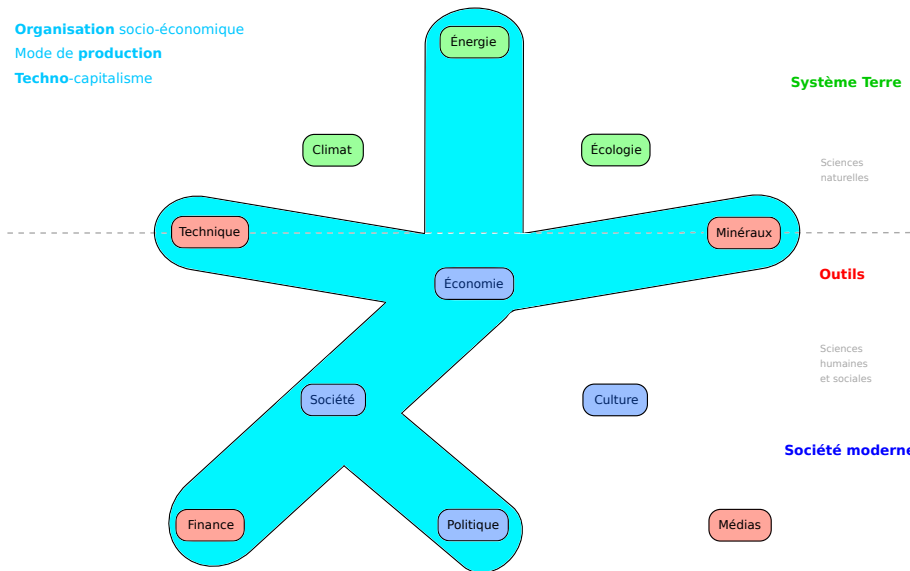 Organisation socio-économique
Mode de production
Techno-capitalisme
Énergie
Système Terre
Climat
Écologie
Sciences
naturelles
Technique
Minéraux
Outils
Économie
Sciences
humaines
et sociales
Société
Culture
Société moderne
Finance
Politique
Médias